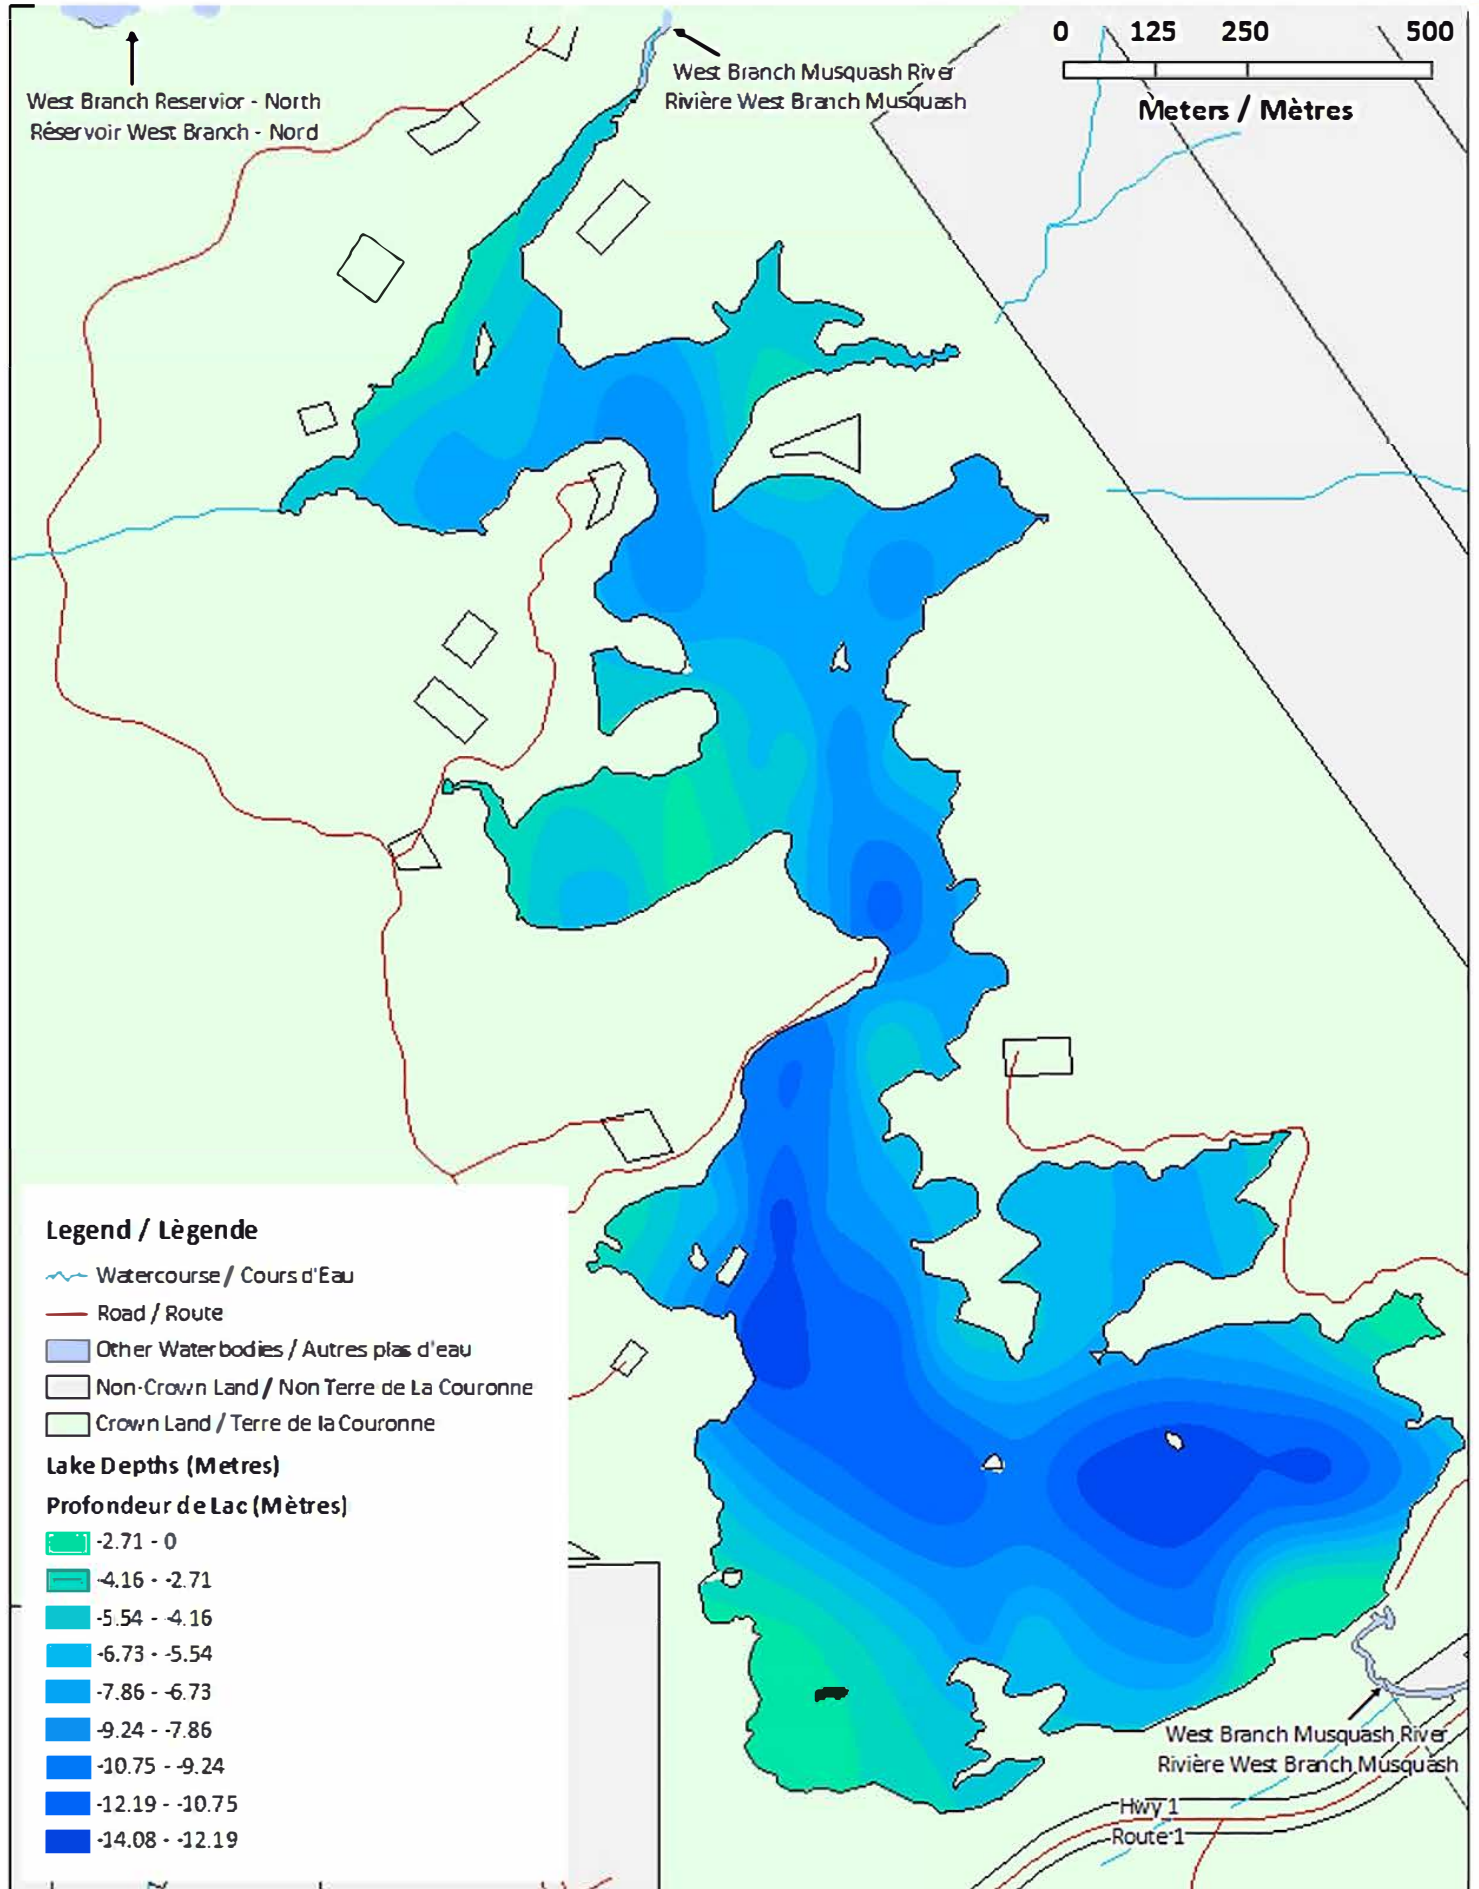 0 125 250 500
Meters / Mètres
West Branch Musquash River
Rivière West Branch Musquash
West Branch Reservior - North
Réservoir West Branch - Nord
Legend / Lègende
Watercourse / Cours d'Eau
Road / Route
Other Waterbodies / Autres plas d'eau
Non-Crown Land / Non Terre de La Couronne
Crown Land / Terre de la Couronne
Lake Depths (Metres)
Profondeur de Lac (Mètres)
-2.71 - 0
-4.16 - -2.71
-5.54 - -4.16
-6.73 - -5.54
-7.86 - -6.73
-9.24 - -7.86
-10.75 - -9.24
-12.19 - -10.75
-14.08 - -12.19
West Branch Musquash River
Rivière West Branch Musquash
Hwy 1
Route 1